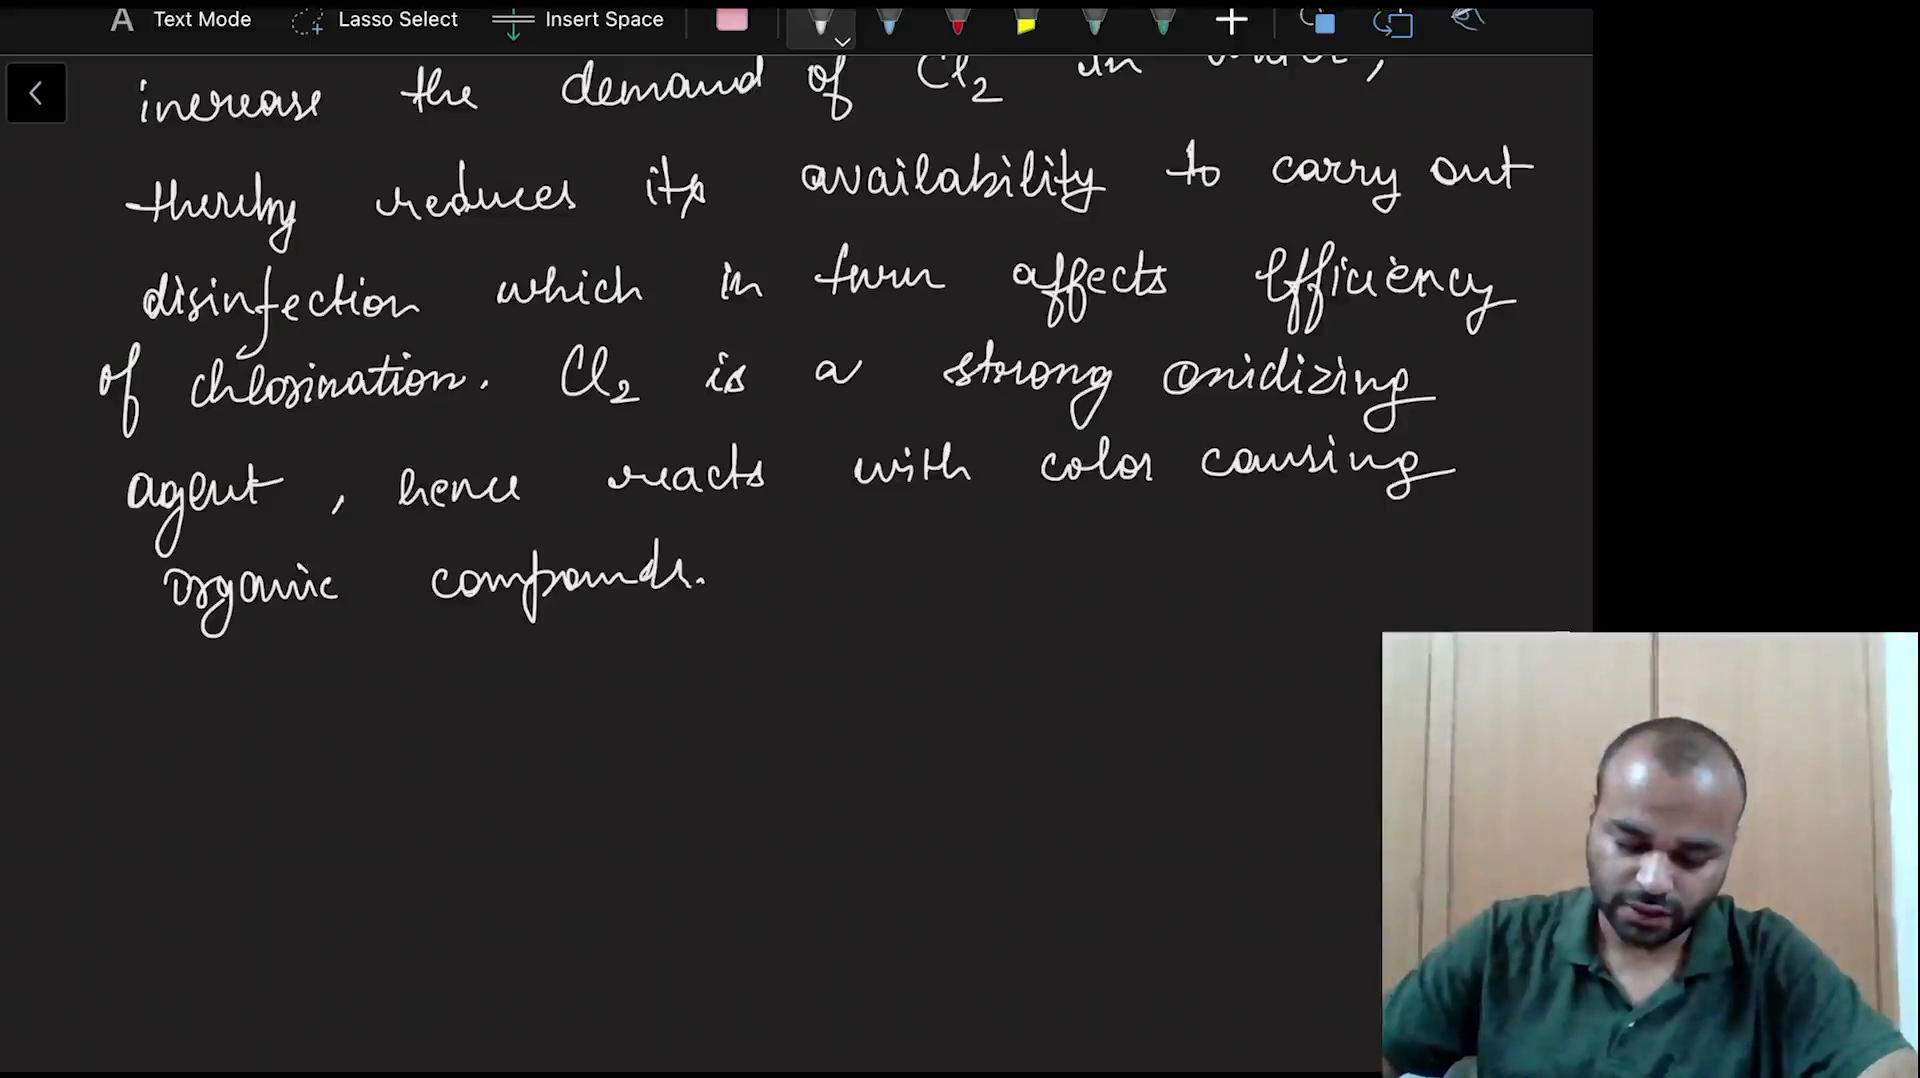 Text Mode Lasso Select Insert Space
increase the demand of Cl2 in
thereby reduces its availability to carry out
disinfection which in turn affects efficiency
of chlorination. Cl2 is a strong oxidizing
agent, hence reacts with color causing
organic compounds.